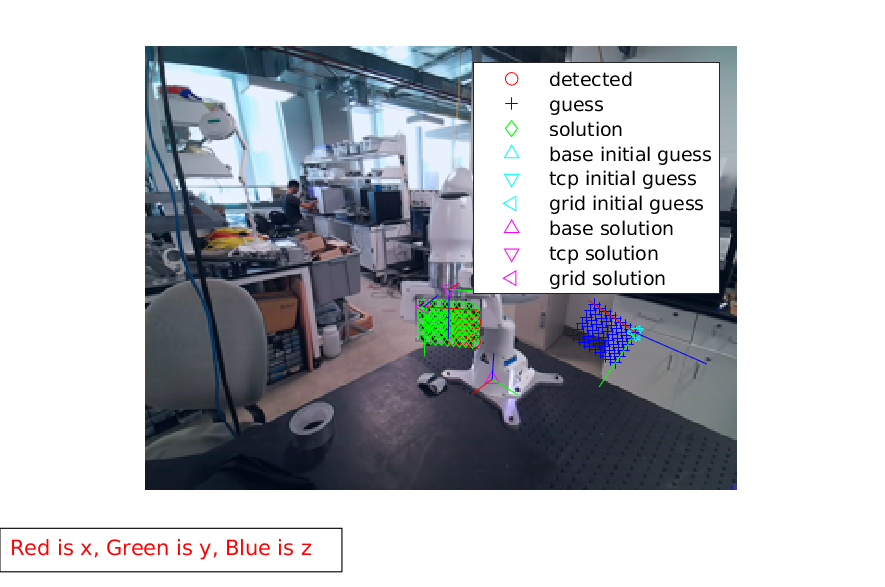 detected
guess
solution
base initial guess
tcp initial guess
grid initial guess
base solution
tcp solution
grid solution
Red is x, Green is y, Blue is z